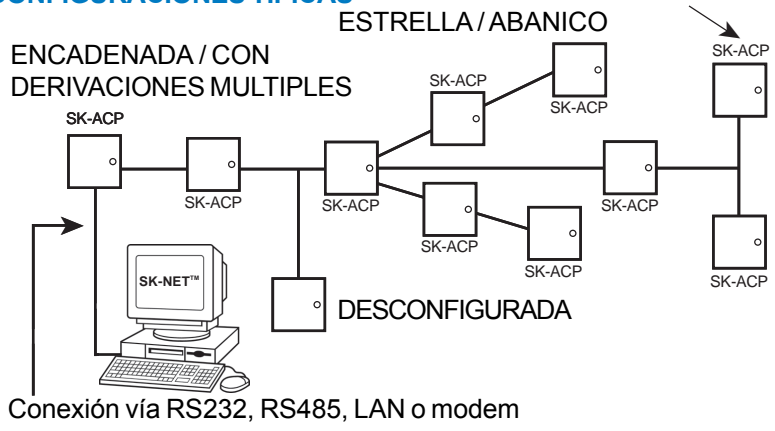 CONFIGURACIONES TÍPICAS
ESTRELLA / ABANICO
ENCADENADA / CON
DERIVACIONES MULTIPLES
SK-ACP
SK-ACP
SK-ACP
SK-ACP
SK-ACP
SK-ACP
SK-ACP
SK-ACP
SK-ACP
SK-ACP
SK-ACP
SK-NET™
DESCONFIGURADA
Conexión vía RS232, RS485, LAN o modem